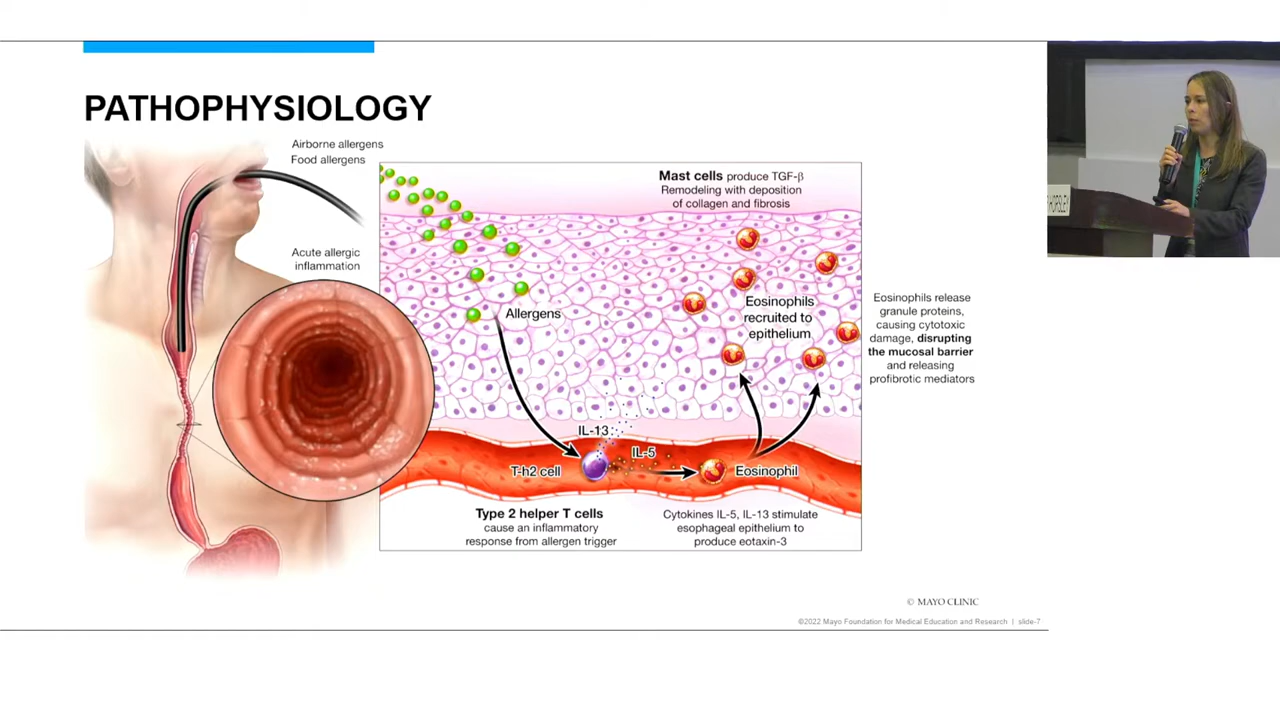 PATHOPHYSIOLOGY
Airborne allergens
Food allergens
Acute allergic
inflammation
Mast cells produce TGF-β
Remodeling with deposition
of collagen and fibrosis
Allergens
Eosinophils
recruited to
epithelium
Eosinophils release
granule proteins,
causing cytotoxic
damage, disrupting
the mucosal barrier
and releasing
profibrotic mediators
IL-13
IL-5
T-h2 cell
Eosinophil
Type 2 helper T cells
cause an inflammatory
response from allergen trigger
Cytokines IL-5, IL-13 stimulate
esophageal epithelium to
produce eotaxin-3
© MAYO CLINIC
©2022 Mayo Foundation for Medical Education and Research | slide-7
HORSLEY